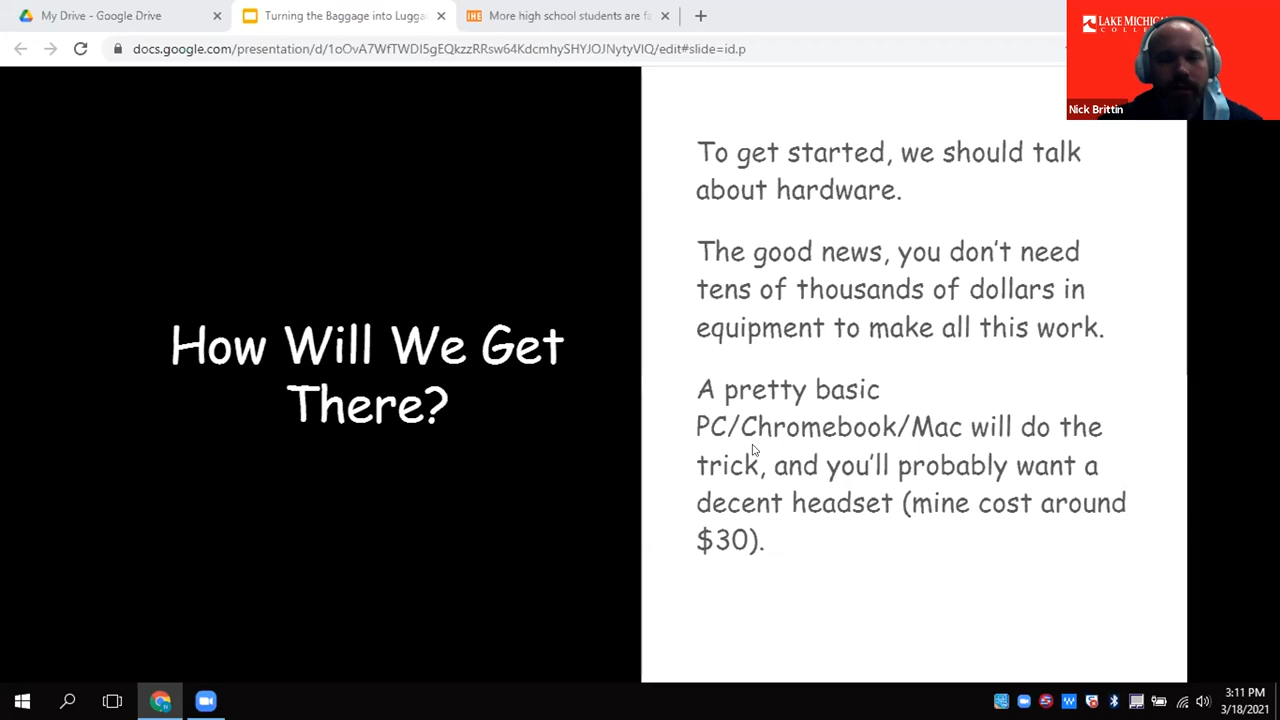 My Drive - Google Drive
Turning the Baggage into Lugga
More high school students are fa
docs.google.com/presentation/d/1oOvA7WfTWDI5gEQkzzRRsw64KdcmhySHYJOJNytyVIQ/edit#slide=id.p
LAKE MICHIG
COLLE
Nick Brittin
How Will We Get
There?
To get started, we should talk
about hardware.
The good news, you don't need
tens of thousands of dollars in
equipment to make all this work.
A pretty basic
PC/Chromebook/Mac will do the
trick, and you'll probably want a
decent headset (mine cost around
$30).
3:11 PM
3/18/2021